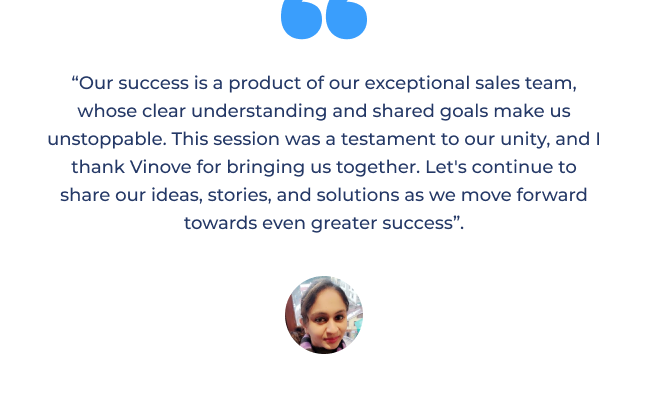 “Our success is a product of our exceptional sales team,
whose clear understanding and shared goals make us
unstoppable. This session was a testament to our unity, and I
thank Vinove for bringing us together. Let's continue to
share our ideas, stories, and solutions as we move forward
towards even greater success”.